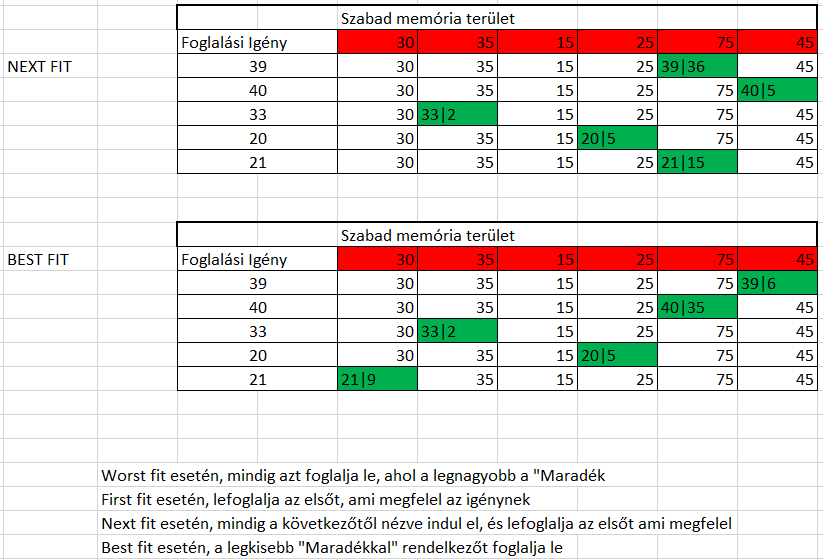 Szabad memória terület
Foglalási Igény 30 35 15 25 75 45
NEXT FIT 39 30 35 15 25 39|36 45
40 30 35 15 25 75 40|5
33 30 33|2 15 25 75 45
20 30 35 15 20|5 75 45
21 30 35 15 25 21|15 45
Szabad memória terület
BEST FIT Foglalási Igény 30 35 15 25 75 45
39 30 35 15 25 75 39|6
40 30 35 15 25 40|35 45
33 30 33|2 15 25 75 45
20 30 35 15 20|5 75 45
21 21|9 35 15 25 75 45
Worst fit esetén, mindig azt foglalja le, ahol a legnagyobb a "Maradék
First fit esetén, lefoglalja az elsőt, ami megfelel az igénynek
Next fit esetén, mindig a következőtől nézve indul el, és lefoglalja az elsőt ami megfelel
Best fit esetén, a legkisebb "Maradékkal" rendelkezőt foglalja le